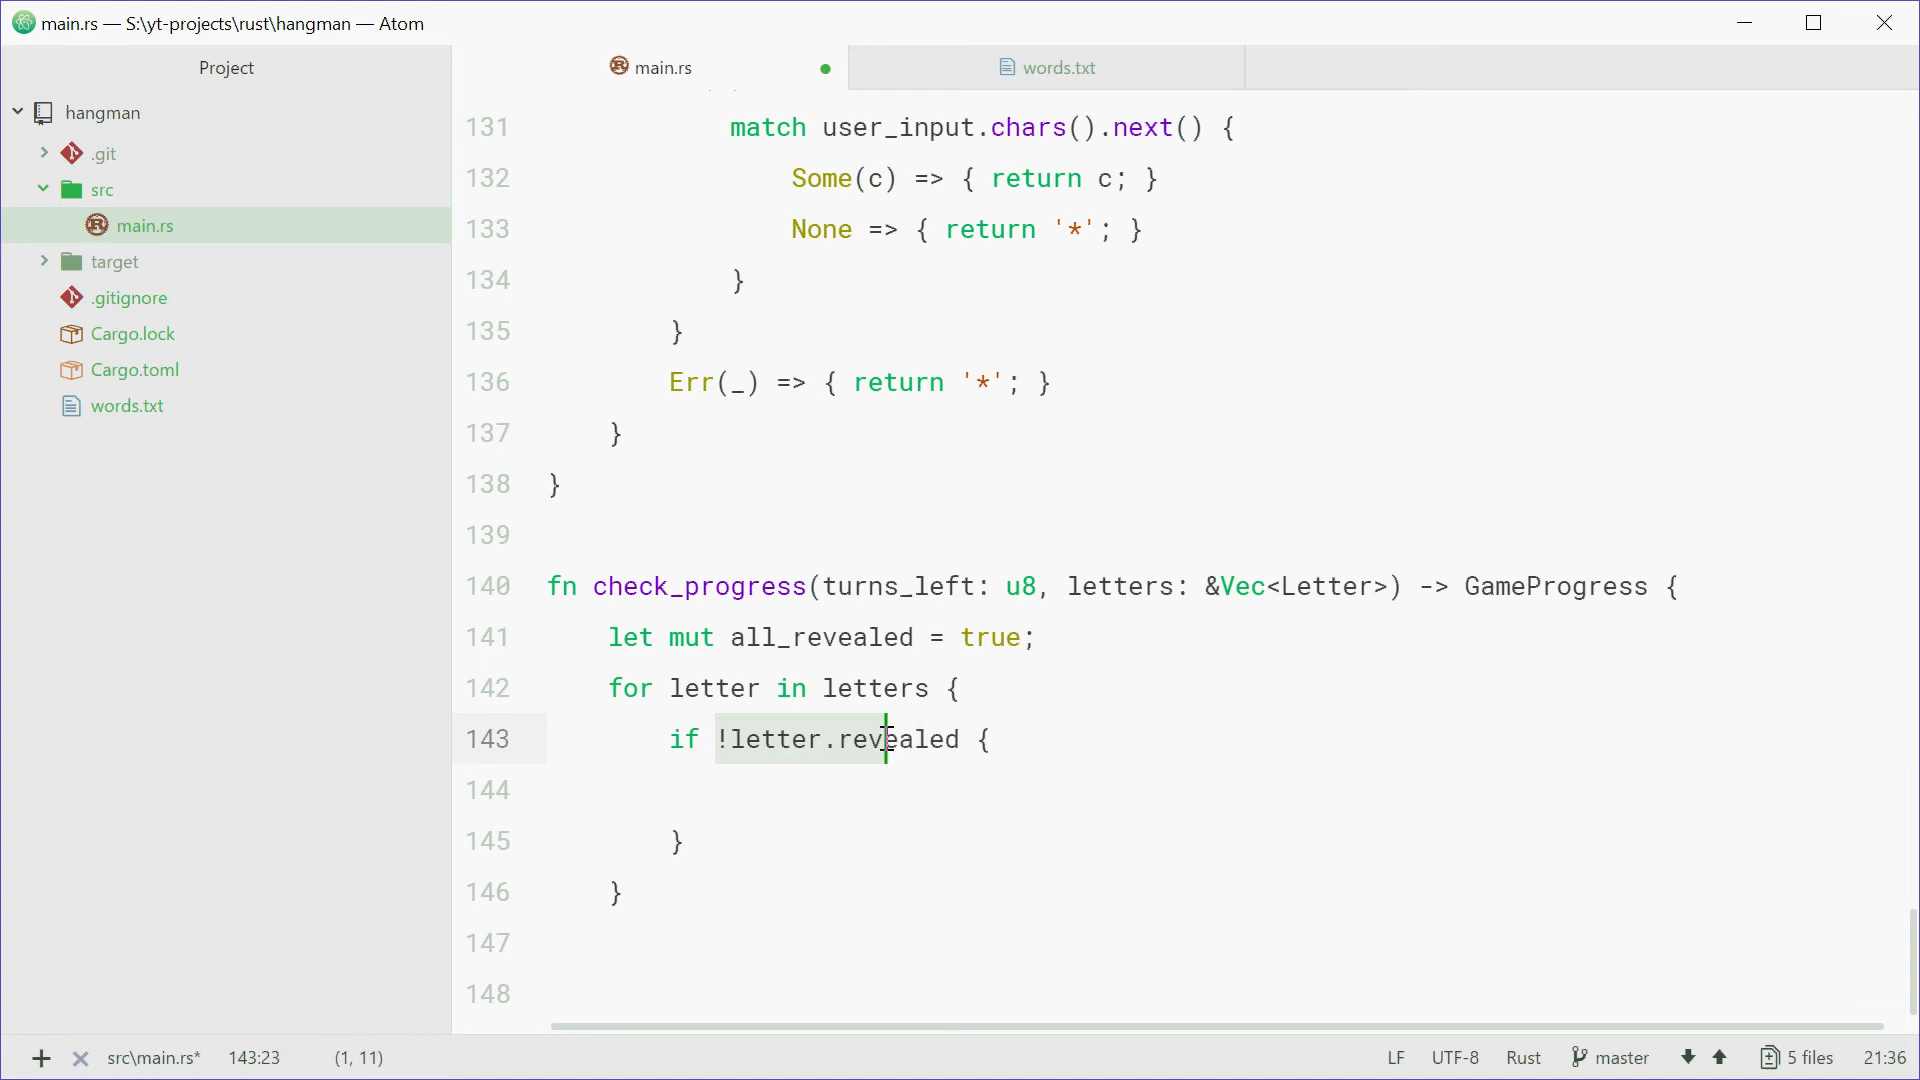 main.rs — S:\yt-projects\rust\hangman — Atom
Project
main.rs
words.txt
hangman
.git
src
main.rs
target
.gitignore
Cargo.lock
Cargo.toml
words.txt
131 match user_input.chars().next() {
132 Some(c) => { return c; }
133 None => { return '*'; }
134 }
135 }
136 Err(_) => { return '*'; }
137 }
138 }
139
140 fn check_progress(turns_left: u8, letters: &Vec<Letter>) -> GameProgress {
141 let mut all_revealed = true;
142 for letter in letters {
143 if !letter.revealed {
144
145 }
146 }
147
148
src\main.rs* 143:23 (1, 11) LF UTF-8 Rust master 5 files 21:36